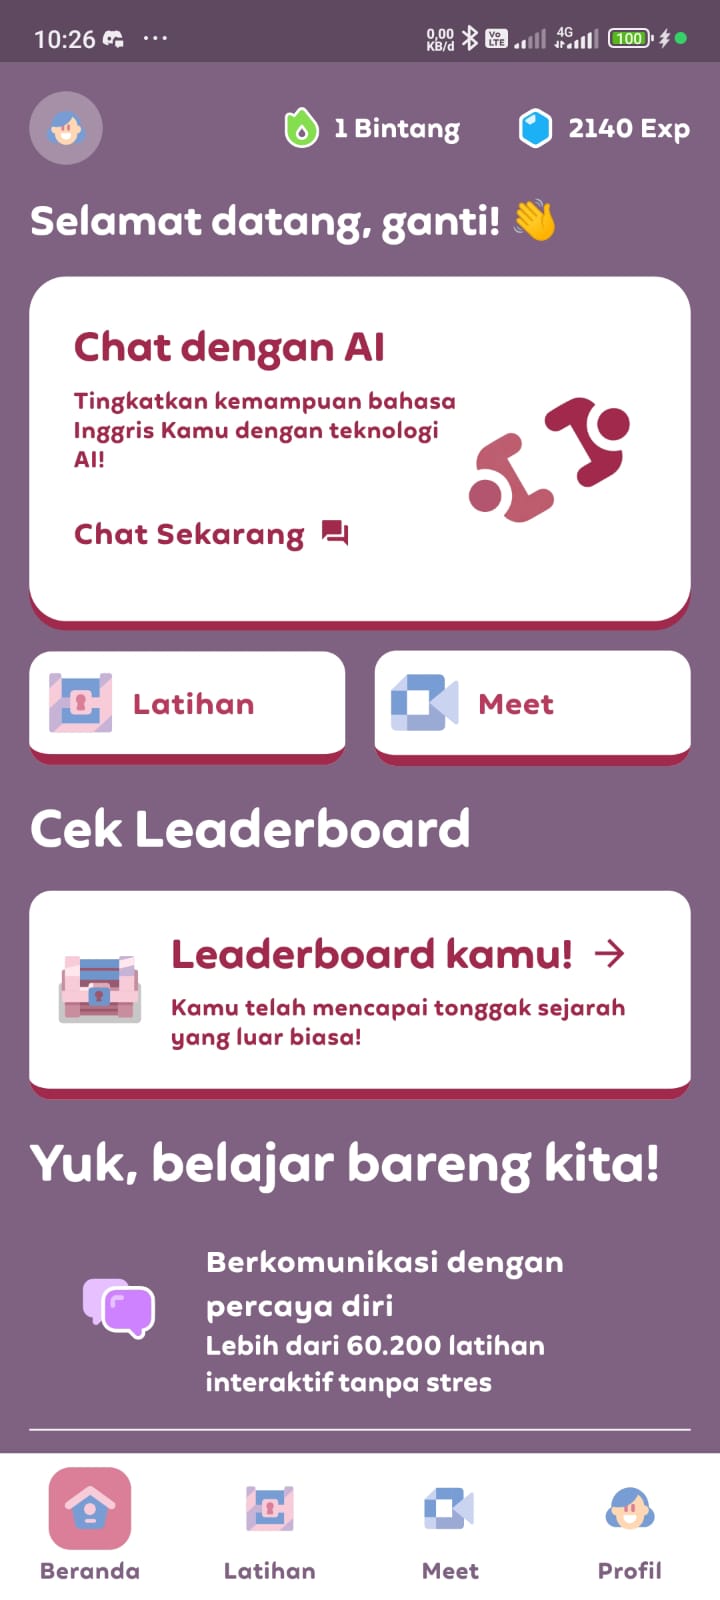 10:26
0,00
KB/d
Vo
LTE
4G
100
1 Bintang
2140 Exp
Selamat datang, ganti! 👋
Chat dengan AI
Tingkatkan kemampuan bahasa
Inggris Kamu dengan teknologi
AI!
Chat Sekarang
Latihan
Meet
Cek Leaderboard
Leaderboard kamu! →
Kamu telah mencapai tonggak sejarah
yang luar biasa!
Yuk, belajar bareng kita!
Berkomunikasi dengan
percaya diri
Lebih dari 60.200 latihan
interaktif tanpa stres
Beranda
Latihan
Meet
Profil